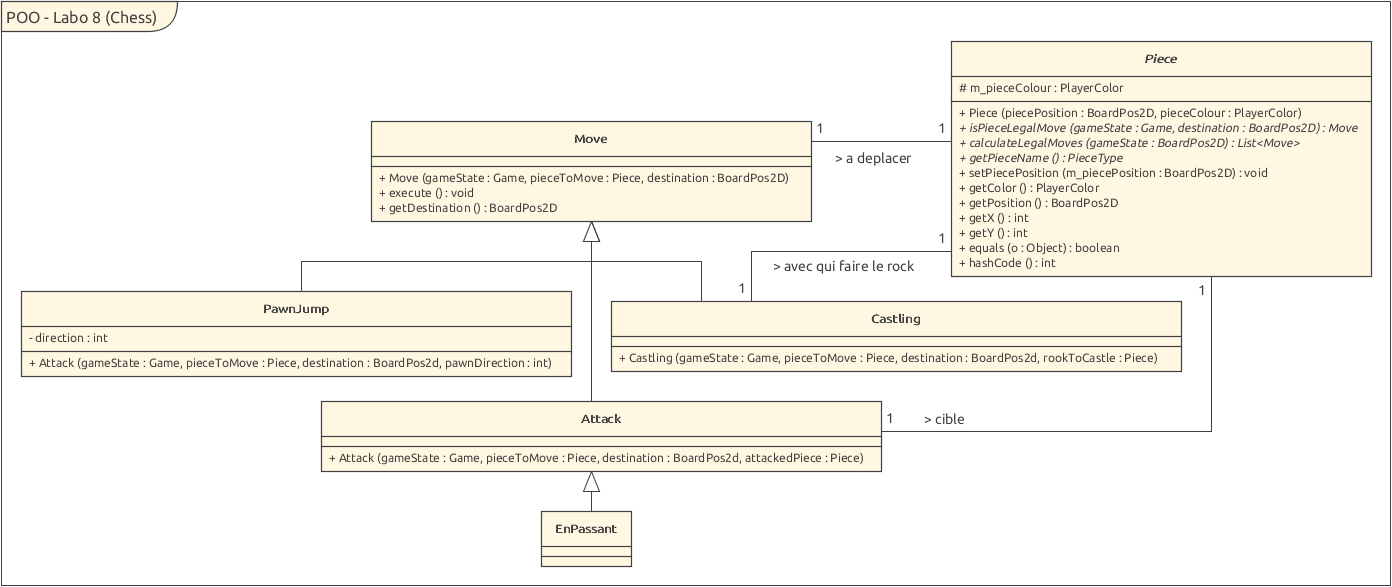 POO - Labo 8 (Chess)
Piece
# m_pieceColour : PlayerColor
+ Piece (piecePosition : BoardPos2D, pieceColour : PlayerColor)
+ isPieceLegalMove (gameState : Game, destination : BoardPos2D) : Move
+ calculateLegalMoves (gameState : BoardPos2D) : List<Move>
+ getPieceName () : PieceType
+ setPiecePosition (m_piecePosition : BoardPos2D) : void
+ getColor () : PlayerColor
+ getPosition () : BoardPos2D
+ getX () : int
+ getY () : int
+ equals (o : Object) : boolean
+ hashCode () : int
Move
+ Move (gameState : Game, pieceToMove : Piece, destination : BoardPos2D)
+ execute () : void
+ getDestination () : BoardPos2D
1
1
> a deplacer
1
> avec qui faire le rock
1
1
PawnJump
- direction : int
+ Attack (gameState : Game, pieceToMove : Piece, destination : BoardPos2d, pawnDirection : int)
Castling
+ Castling (gameState : Game, pieceToMove : Piece, destination : BoardPos2d, rookToCastle : Piece)
Attack
+ Attack (gameState : Game, pieceToMove : Piece, destination : BoardPos2d, attackedPiece : Piece)
1
> cible
EnPassant